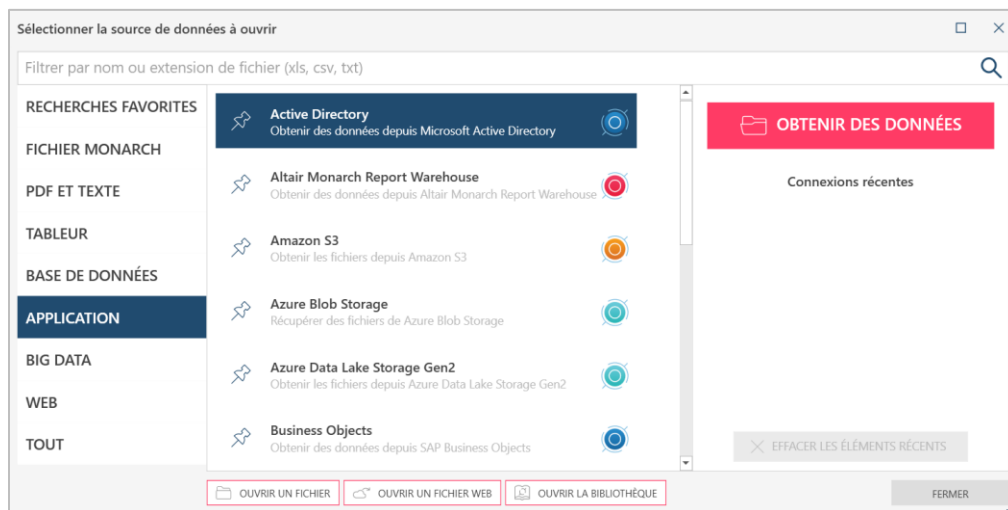 Sélectionner la source de données à ouvrir
Filtrer par nom ou extension de fichier (xls, csv, txt)
RECHERCHES FAVORITES
FICHIER MONARCH
PDF ET TEXTE
TABLEUR
BASE DE DONNÉES
APPLICATION
BIG DATA
WEB
TOUT
Active Directory
Obtenir des données depuis Microsoft Active Directory
Altair Monarch Report Warehouse
Obtenir des données depuis Altair Monarch Report Warehouse
Amazon S3
Obtenir les fichiers depuis Amazon S3
Azure Blob Storage
Récupérer des fichiers de Azure Blob Storage
Azure Data Lake Storage Gen2
Obtenir les fichiers depuis Azure Data Lake Storage Gen2
Business Objects
Obtenir des données depuis SAP Business Objects
OBTENIR DES DONNÉES
Connexions récentes
EFFACER LES ÉLÉMENTS RÉCENTS
OUVRIR UN FICHIER
OUVRIR UN FICHIER WEB
OUVRIR LA BIBLIOTHÈQUE
FERMER